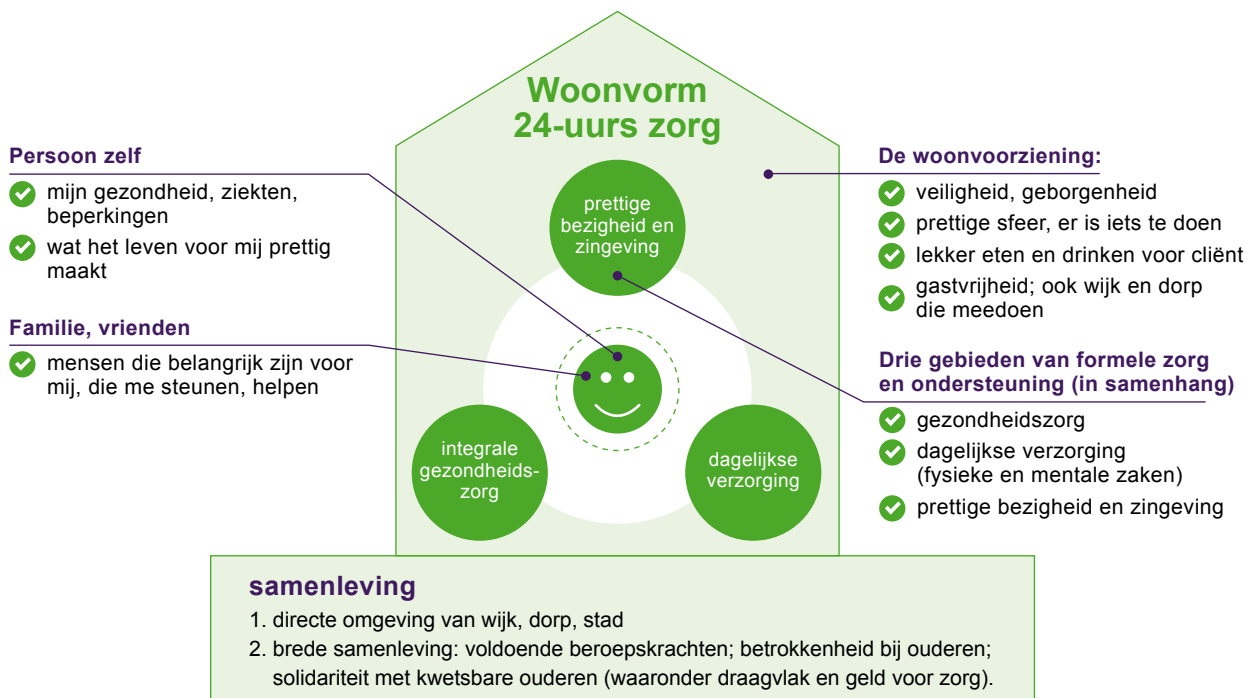 Woonvorm
24-uurs zorg
Persoon zelf
mijn gezondheid, ziekten,
beperkingen
wat het leven voor mij prettig
maakt
Familie, vrienden
mensen die belangrijk zijn voor
mij, die me steunen, helpen
prettige
bezigheid en
zingeving
integrale
gezondheids-
zorg
dagelijkse
verzorging
De woonvoorziening:
veiligheid, geborgenheid
prettige sfeer, er is iets te doen
lekker eten en drinken voor cliënt
gastvrijheid; ook wijk en dorp
die meedoen
Drie gebieden van formele zorg
en ondersteuning (in samenhang)
gezondheidszorg
dagelijkse verzorging
(fysieke en mentale zaken)
prettige bezigheid en zingeving
samenleving
1. directe omgeving van wijk, dorp, stad
2. brede samenleving: voldoende beroepskrachten; betrokkenheid bij ouderen;
solidariteit met kwetsbare ouderen (waaronder draagvlak en geld voor zorg).